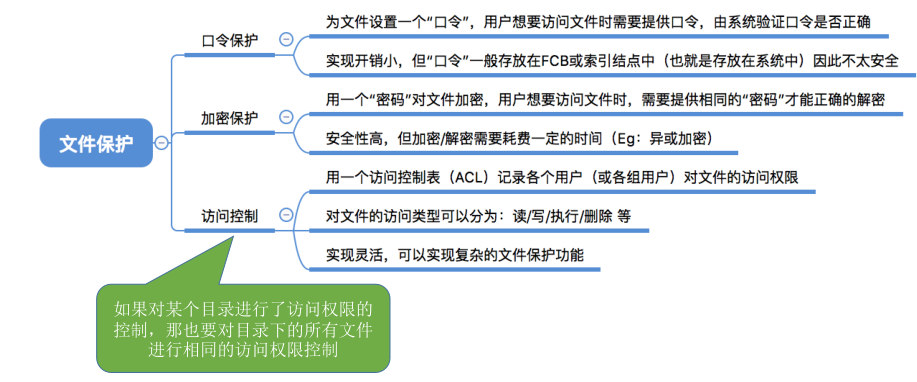 文件保护
口令保护
为文件设置一个“口令”，用户想要访问文件时需要提供口令，由系统验证口令是否正确
实现开销小，但“口令”一般存放在FCB或索引结点中（也就是存放在系统中）因此不太安全
加密保护
用一个“密码”对文件加密，用户想要访问文件时，需要提供相同的“密码”才能正确的解密
安全性高，但加密/解密需要耗费一定的时间（Eg：异或加密）
访问控制
用一个访问控制表（ACL）记录各个用户（或各组用户）对文件的访问权限
对文件的访问类型可以分为：读/写/执行/删除 等
实现灵活，可以实现复杂的文件保护功能
如果对某个目录进行了访问权限的
控制，那也要对目录下的所有文件
进行相同的访问权限控制